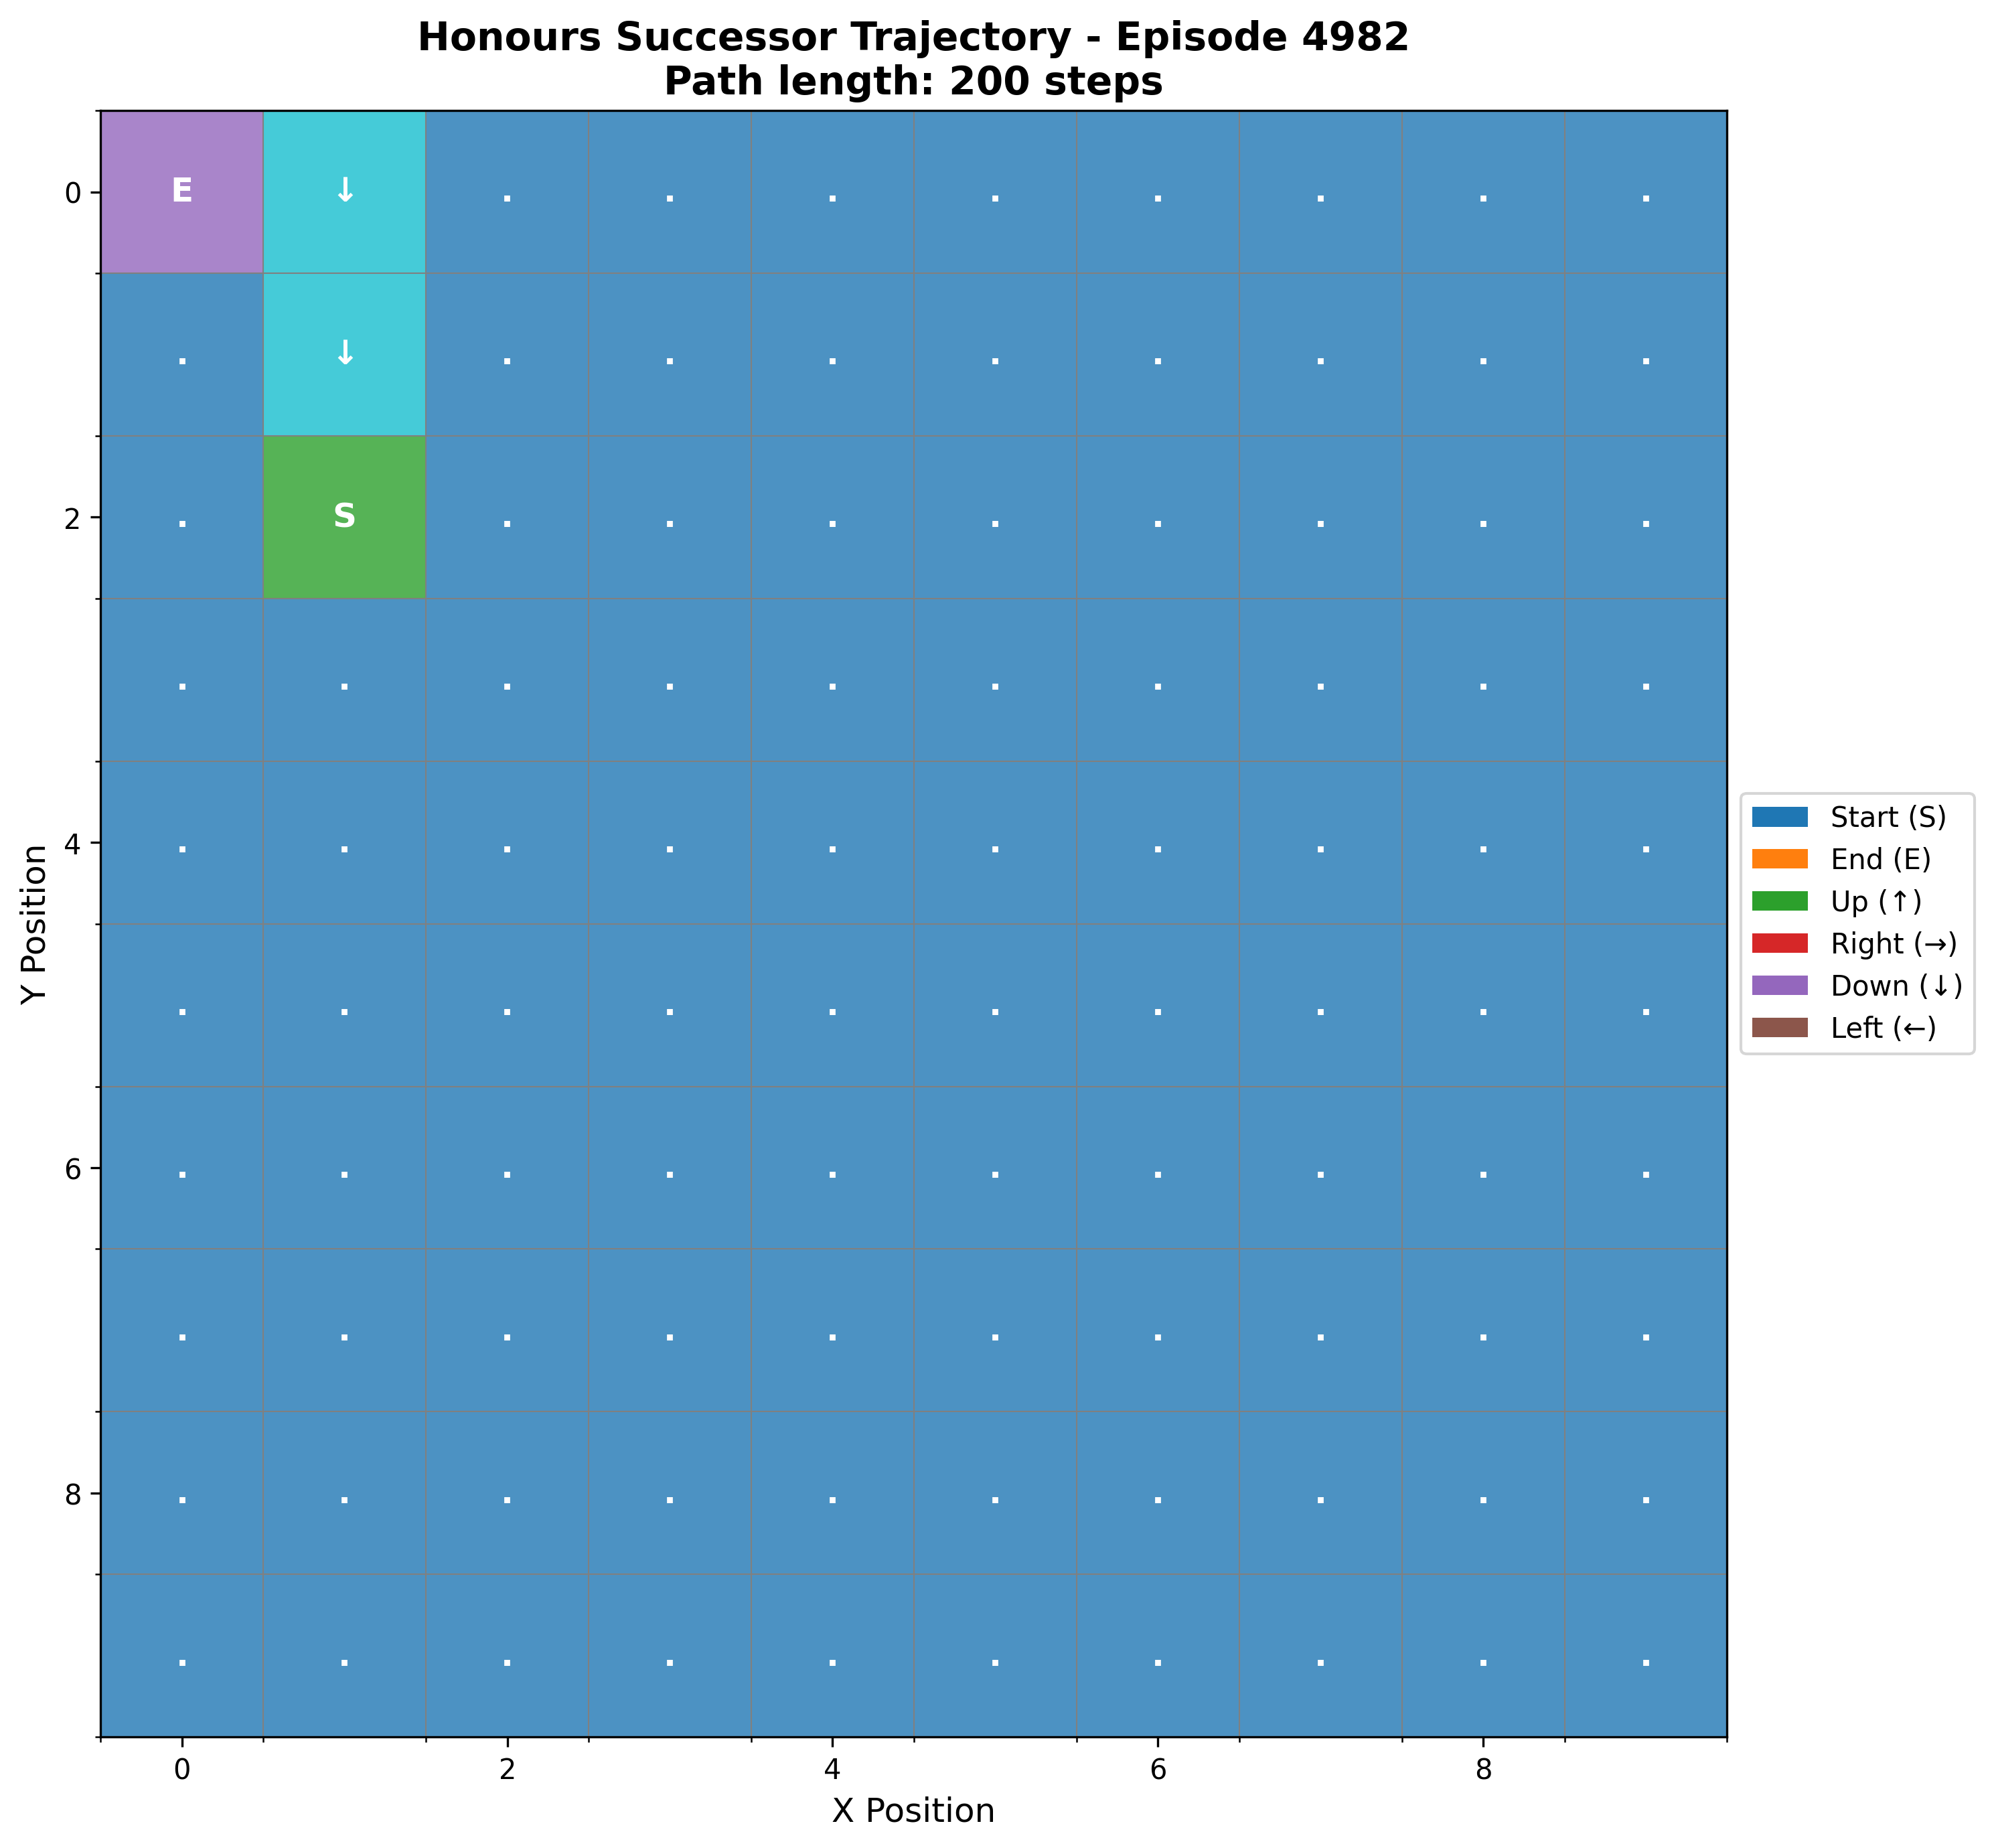 Honours Successor Trajectory - Episode 4982
Path length: 200 steps
E ↓ . . . . . . . .
0
. ↓ . . . . . . . .
. S . . . . . . . .
2
. . . . . . . . . .
. . . . . . . . . .
4
. . . . . . . . . .
. . . . . . . . . .
6
. . . . . . . . . .
. . . . . . . . . .
8
. . . . . . . . . .
Y Position
0 2 4 6 8
X Position
Start (S)
End (E)
Up (↑)
Right (→)
Down (↓)
Left (←)